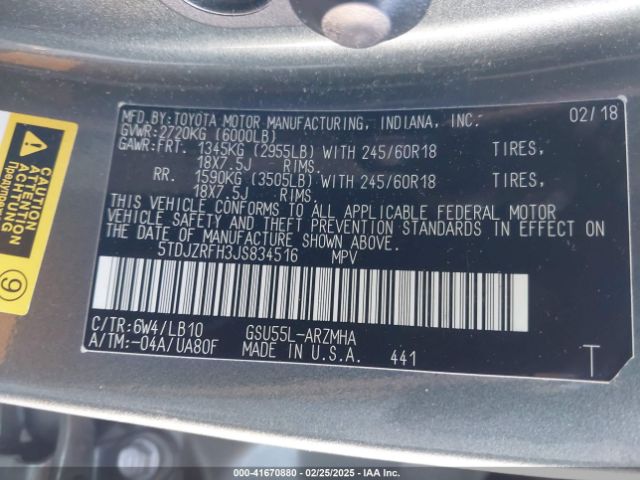 MFD.BY:TOYOTA MOTOR MANUFACTURING, INDIANA, INC. 02/18
GVWR:2720KG (6000LB)
GAWR:FRT. 1345KG (2955LB) WITH 245/60R18 TIRES,
18X7.5J RIMS.
RR. 1590KG (3505LB) WITH 245/60R18 TIRES,
18X7.5J RIMS.
THIS VEHICLE CONFORMS TO ALL APPLICABLE FEDERAL MOTOR
VEHICLE SAFETY AND THEFT PREVENTION STANDARDS IN EFFECT
ON THE DATE OF MANUFACTURE SHOWN ABOVE.
5TDJZRFH3JS834516 MPV
C/TR:6W4/LB10 GSU55L-ARZMHA
A/TM:-04A/UA80F MADE IN U.S.A. 441 T
CAUTION
ATTENTION
ACHTUNG
9
000-41670880 - 02/25/2025 - IAA Inc.